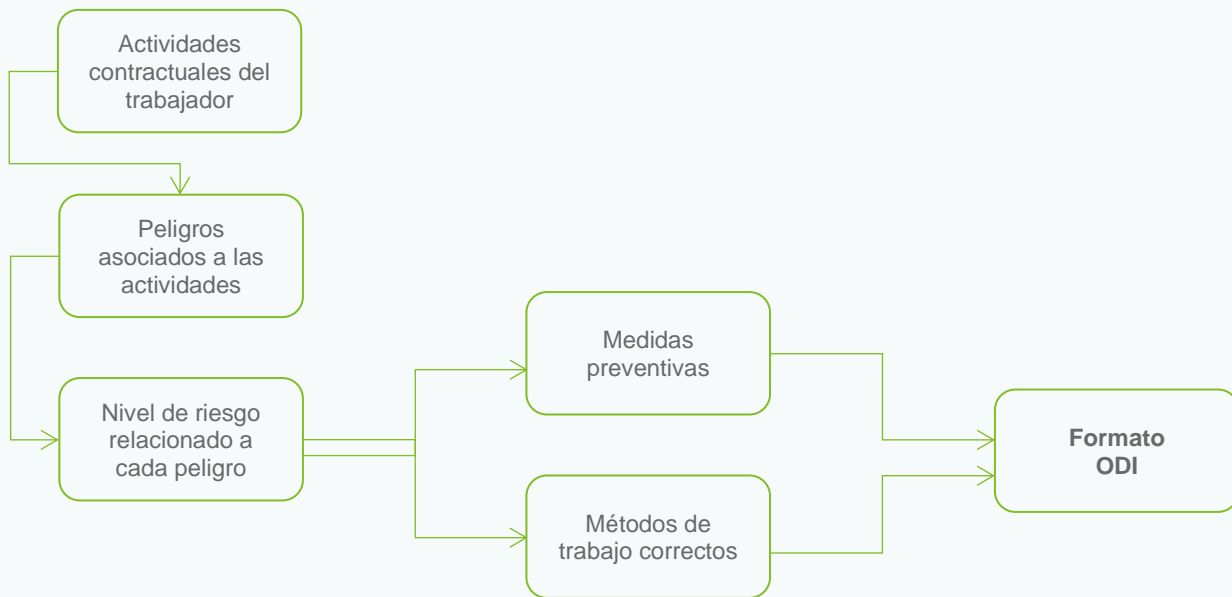 Actividades
contractuales del
trabajador
Peligros
asociados a las
actividades
Nivel de riesgo
relacionado a
cada peligro
Medidas
preventivas
Métodos de
trabajo correctos
Formato
ODI